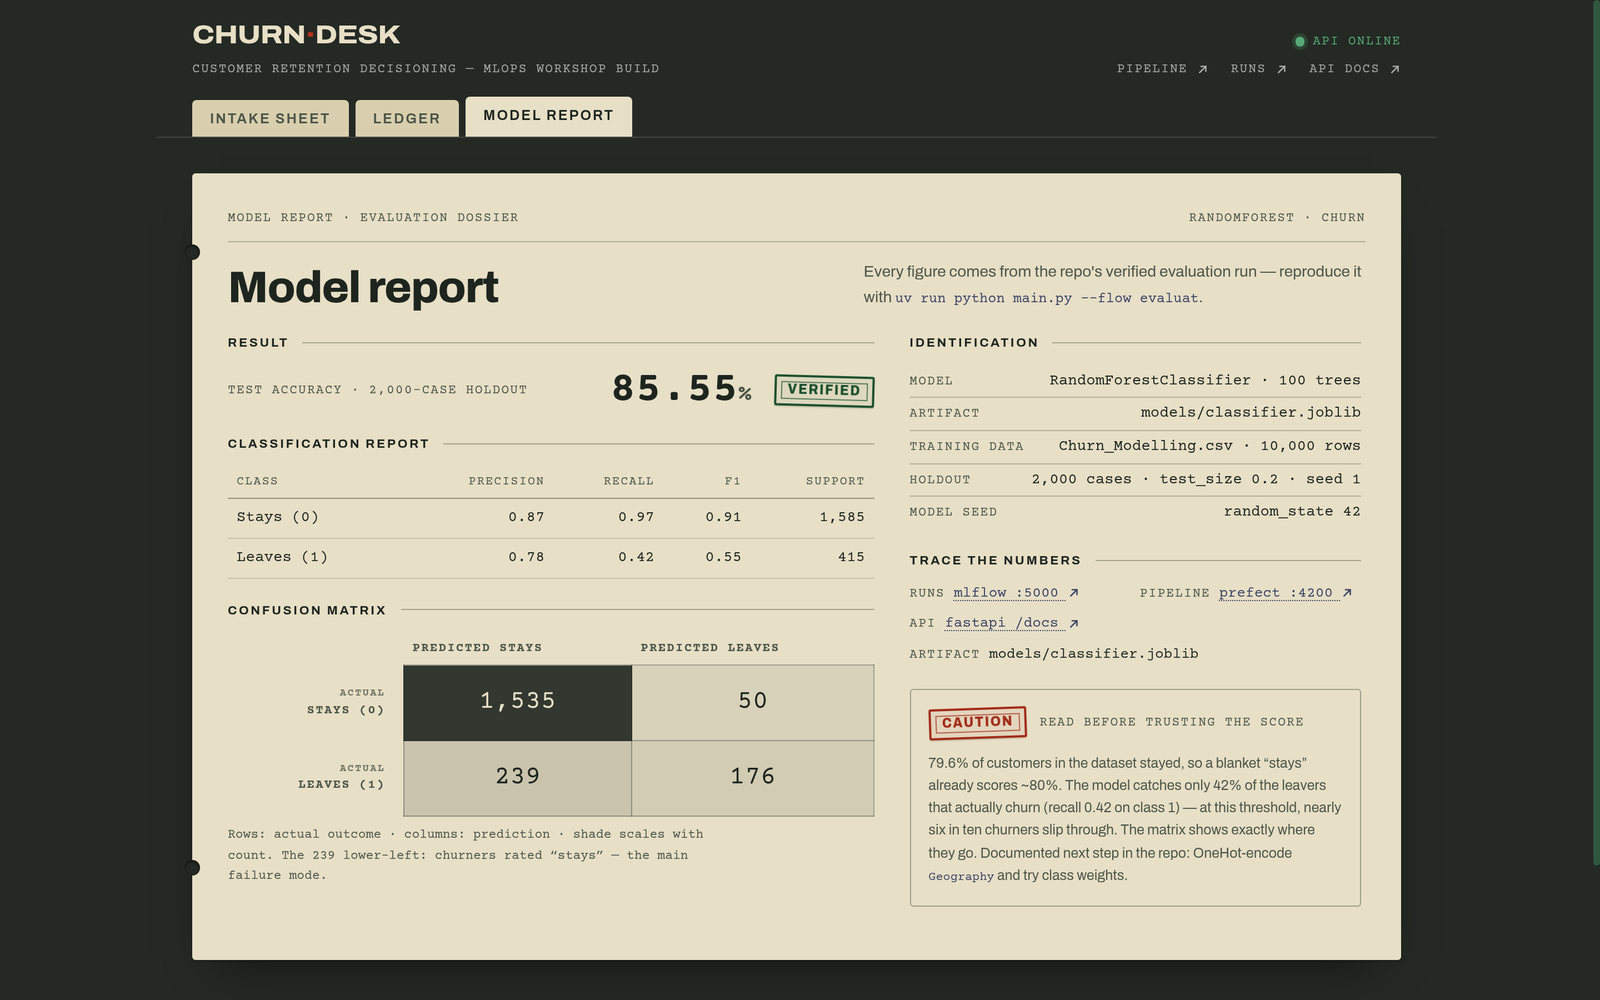 CHURN·DESK
API ONLINE
CUSTOMER RETENTION DECISIONING — MLOPS WORKSHOP BUILD
PIPELINE ↗ RUNS ↗ API DOCS ↗
INTAKE SHEET
LEDGER
MODEL REPORT
MODEL REPORT · EVALUATION DOSSIER
RANDOMFOREST · CHURN
Model report
Every figure comes from the repo's verified evaluation run — reproduce it
with uv run python main.py --flow evaluat.
RESULT
TEST ACCURACY · 2,000-CASE HOLDOUT
85.55%
VERIFIED
CLASSIFICATION REPORT
CLASS PRECISION RECALL F1 SUPPORT
Stays (0) 0.87 0.97 0.91 1,585
Leaves (1) 0.78 0.42 0.55 415
CONFUSION MATRIX
PREDICTED STAYS PREDICTED LEAVES
ACTUAL
STAYS (0)
1,535 50
ACTUAL
LEAVES (1)
239 176
Rows: actual outcome · columns: prediction · shade scales with
count. The 239 lower-left: churners rated “stays” — the main
failure mode.
IDENTIFICATION
MODEL RandomForestClassifier · 100 trees
ARTIFACT models/classifier.joblib
TRAINING DATA Churn_Modelling.csv · 10,000 rows
HOLDOUT 2,000 cases · test_size 0.2 · seed 1
MODEL SEED random_state 42
TRACE THE NUMBERS
RUNS mlflow :5000 ↗ PIPELINE prefect :4200 ↗
API fastapi /docs ↗
ARTIFACT models/classifier.joblib
CAUTION
READ BEFORE TRUSTING THE SCORE
79.6% of customers in the dataset stayed, so a blanket “stays”
already scores ~80%. The model catches only 42% of the leavers
that actually churn (recall 0.42 on class 1) — at this threshold, nearly
six in ten churners slip through. The matrix shows exactly where
they go. Documented next step in the repo: OneHot-encode
Geography and try class weights.